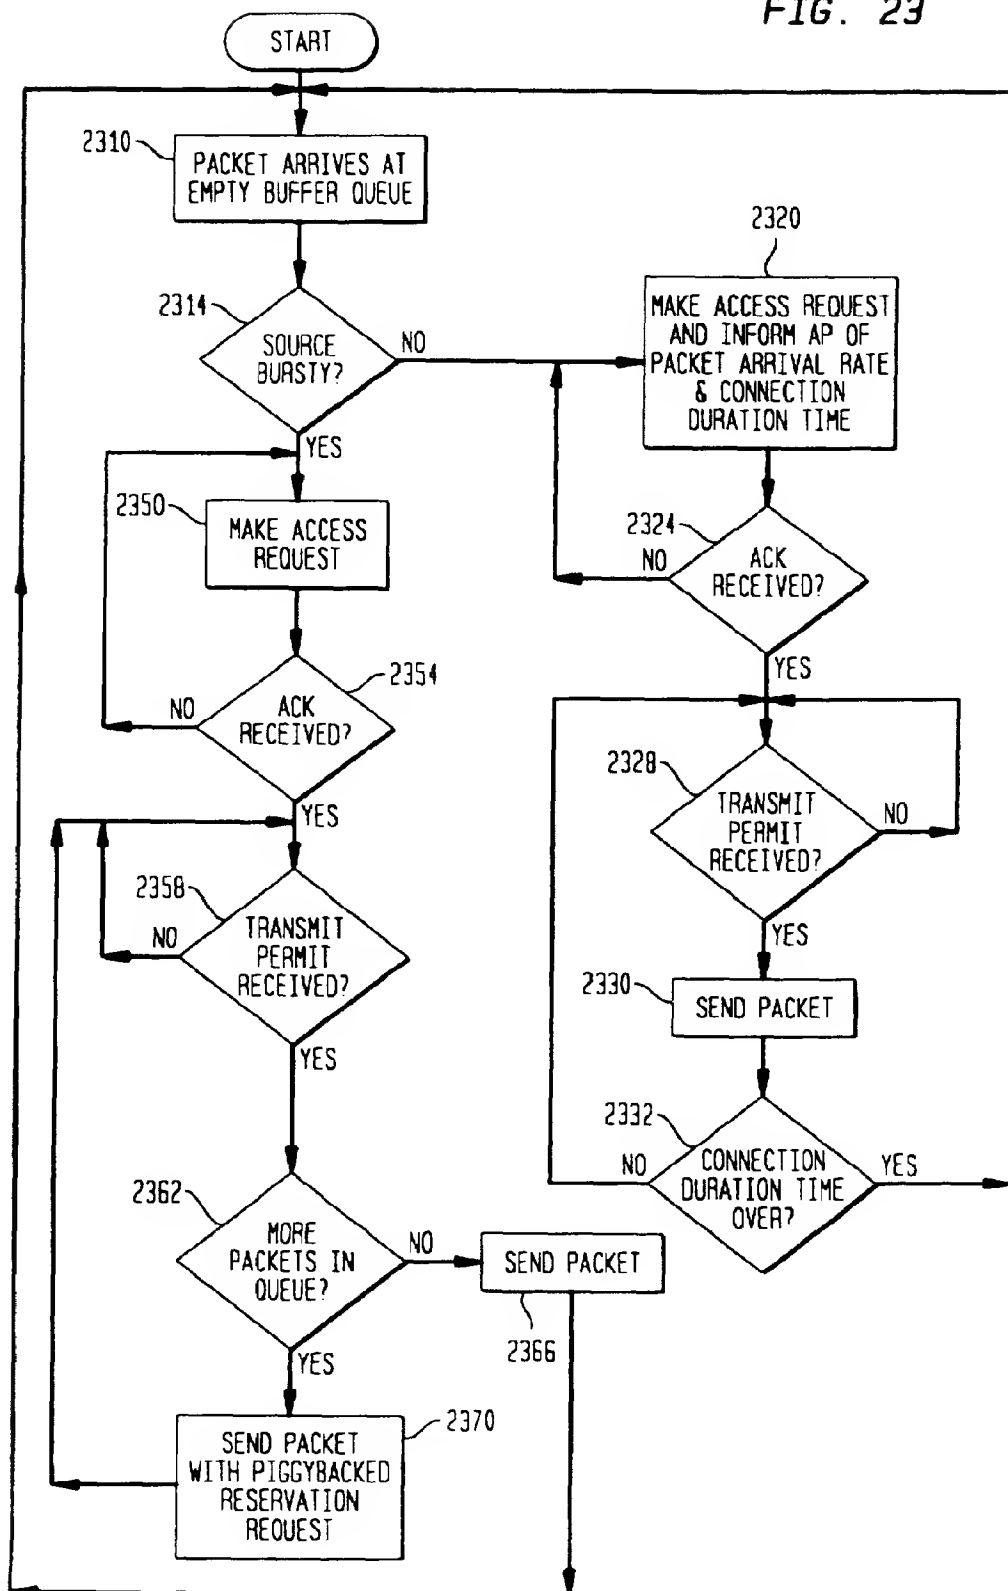 FIG. 23
START
2310
PACKET ARRIVES AT
EMPTY BUFFER QUEUE
2314
SOURCE
BURSTY?
NO
YES
2320
MAKE ACCESS REQUEST
AND INFORM AP OF
PACKET ARRIVAL RATE
& CONNECTION
DURATION TIME
2324
ACK
RECEIVED?
NO
YES
2350
MAKE ACCESS
REQUEST
2354
ACK
RECEIVED?
NO
YES
2328
TRANSMIT
PERMIT
RECEIVED?
NO
YES
2330
SEND PACKET
2332
CONNECTION
DURATION TIME
OVER?
NO
YES
2358
TRANSMIT
PERMIT
RECEIVED?
NO
YES
2362
MORE
PACKETS IN
QUEUE?
NO
YES
SEND PACKET
2366
2370
SEND PACKET
WITH PIGGYBACKED
RESERVATION
REQUEST